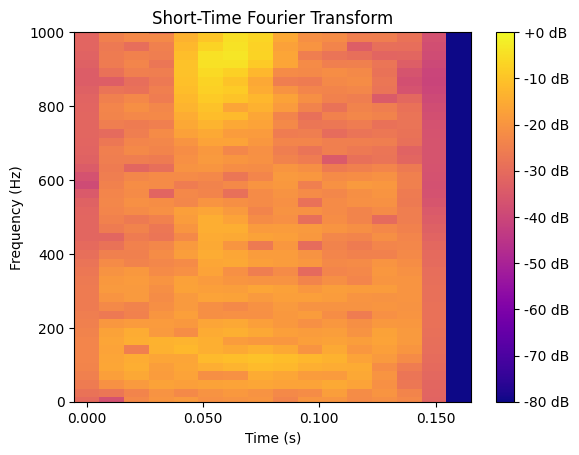 Short-Time Fourier Transform
Frequency (Hz)
1000
800
600
400
200
0
0.000
0.050
0.100
0.150
Time (s)
+0 dB
-10 dB
-20 dB
-30 dB
-40 dB
-50 dB
-60 dB
-70 dB
-80 dB